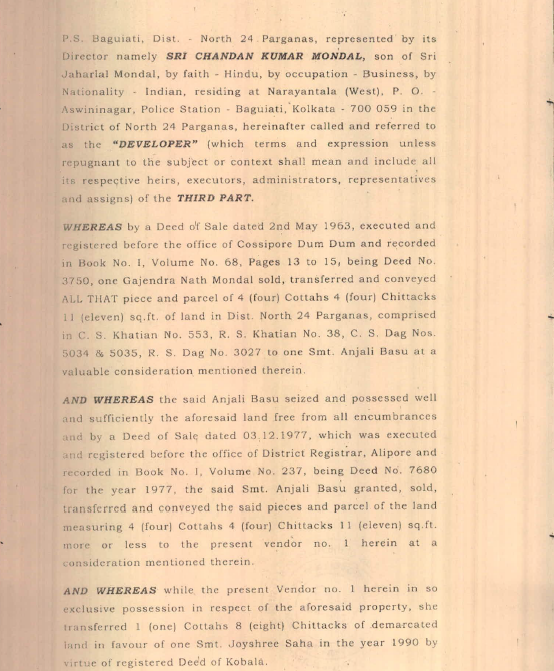 P.S. Baguiati, Dist. - North 24 Parganas, represented by its
Director namely SRI CHANDAN KUMAR MONDAL, son of Sri
Jaharlal Mondal, by faith - Hindu, by occupation - Business, by
Nationality - Indian, residing at Narayantala (West), P. O. -
Aswininagar, Police Station - Baguiati, Kolkata - 700 059 in the
District of North 24 Parganas, hereinafter called and referred to
as the “DEVELOPER” (which terms and expression unless
repugnant to the subject or context shall mean and include all
its respective heirs, executors, administrators, representatives
and assigns) of the THIRD PART.
WHEREAS by a Deed of Sale dated 2nd May 1963, executed and
registered before the office of Cossipore Dum Dum and recorded
in Book No. I, Volume No. 68, Pages 13 to 15, being Deed No.
3750, one Gajendra Nath Mondal sold, transferred and conveyed
ALL THAT piece and parcel of 4 (four) Cottahs 4 (four) Chittacks
11 (eleven) sq.ft. of land in Dist. North 24 Parganas, comprised
in C. S. Khatian No. 553, R. S. Khatian No. 38, C. S. Dag Nos.
5034 & 5035, R. S. Dag No. 3027 to one Smt. Anjali Basu at a
valuable consideration mentioned therein.
AND WHEREAS the said Anjali Basu seized and possessed well
and sufficiently the aforesaid land free from all encumbrances
and by a Deed of Sale dated 03.12.1977, which was executed
and registered before the office of District Registrar, Alipore and
recorded in Book No. I, Volume No. 237, being Deed No. 7680
for the year 1977, the said Smt. Anjali Basu granted, sold,
transferred and conveyed the said pieces and parcel of the land
measuring 4 (four) Cottahs 4 (four) Chittacks 11 (eleven) sq.ft.
more or less to the present vendor no. 1 herein at a
consideration mentioned therein.
AND WHEREAS while the present Vendor no. 1 herein in so
exclusive possession in respect of the aforesaid property, she
transferred 1 (one) Cottahs 8 (eight) Chittacks of demarcated
land in favour of one Smt. Joyshree Saha in the year 1990 by
virtue of registered Deed of Kobala.